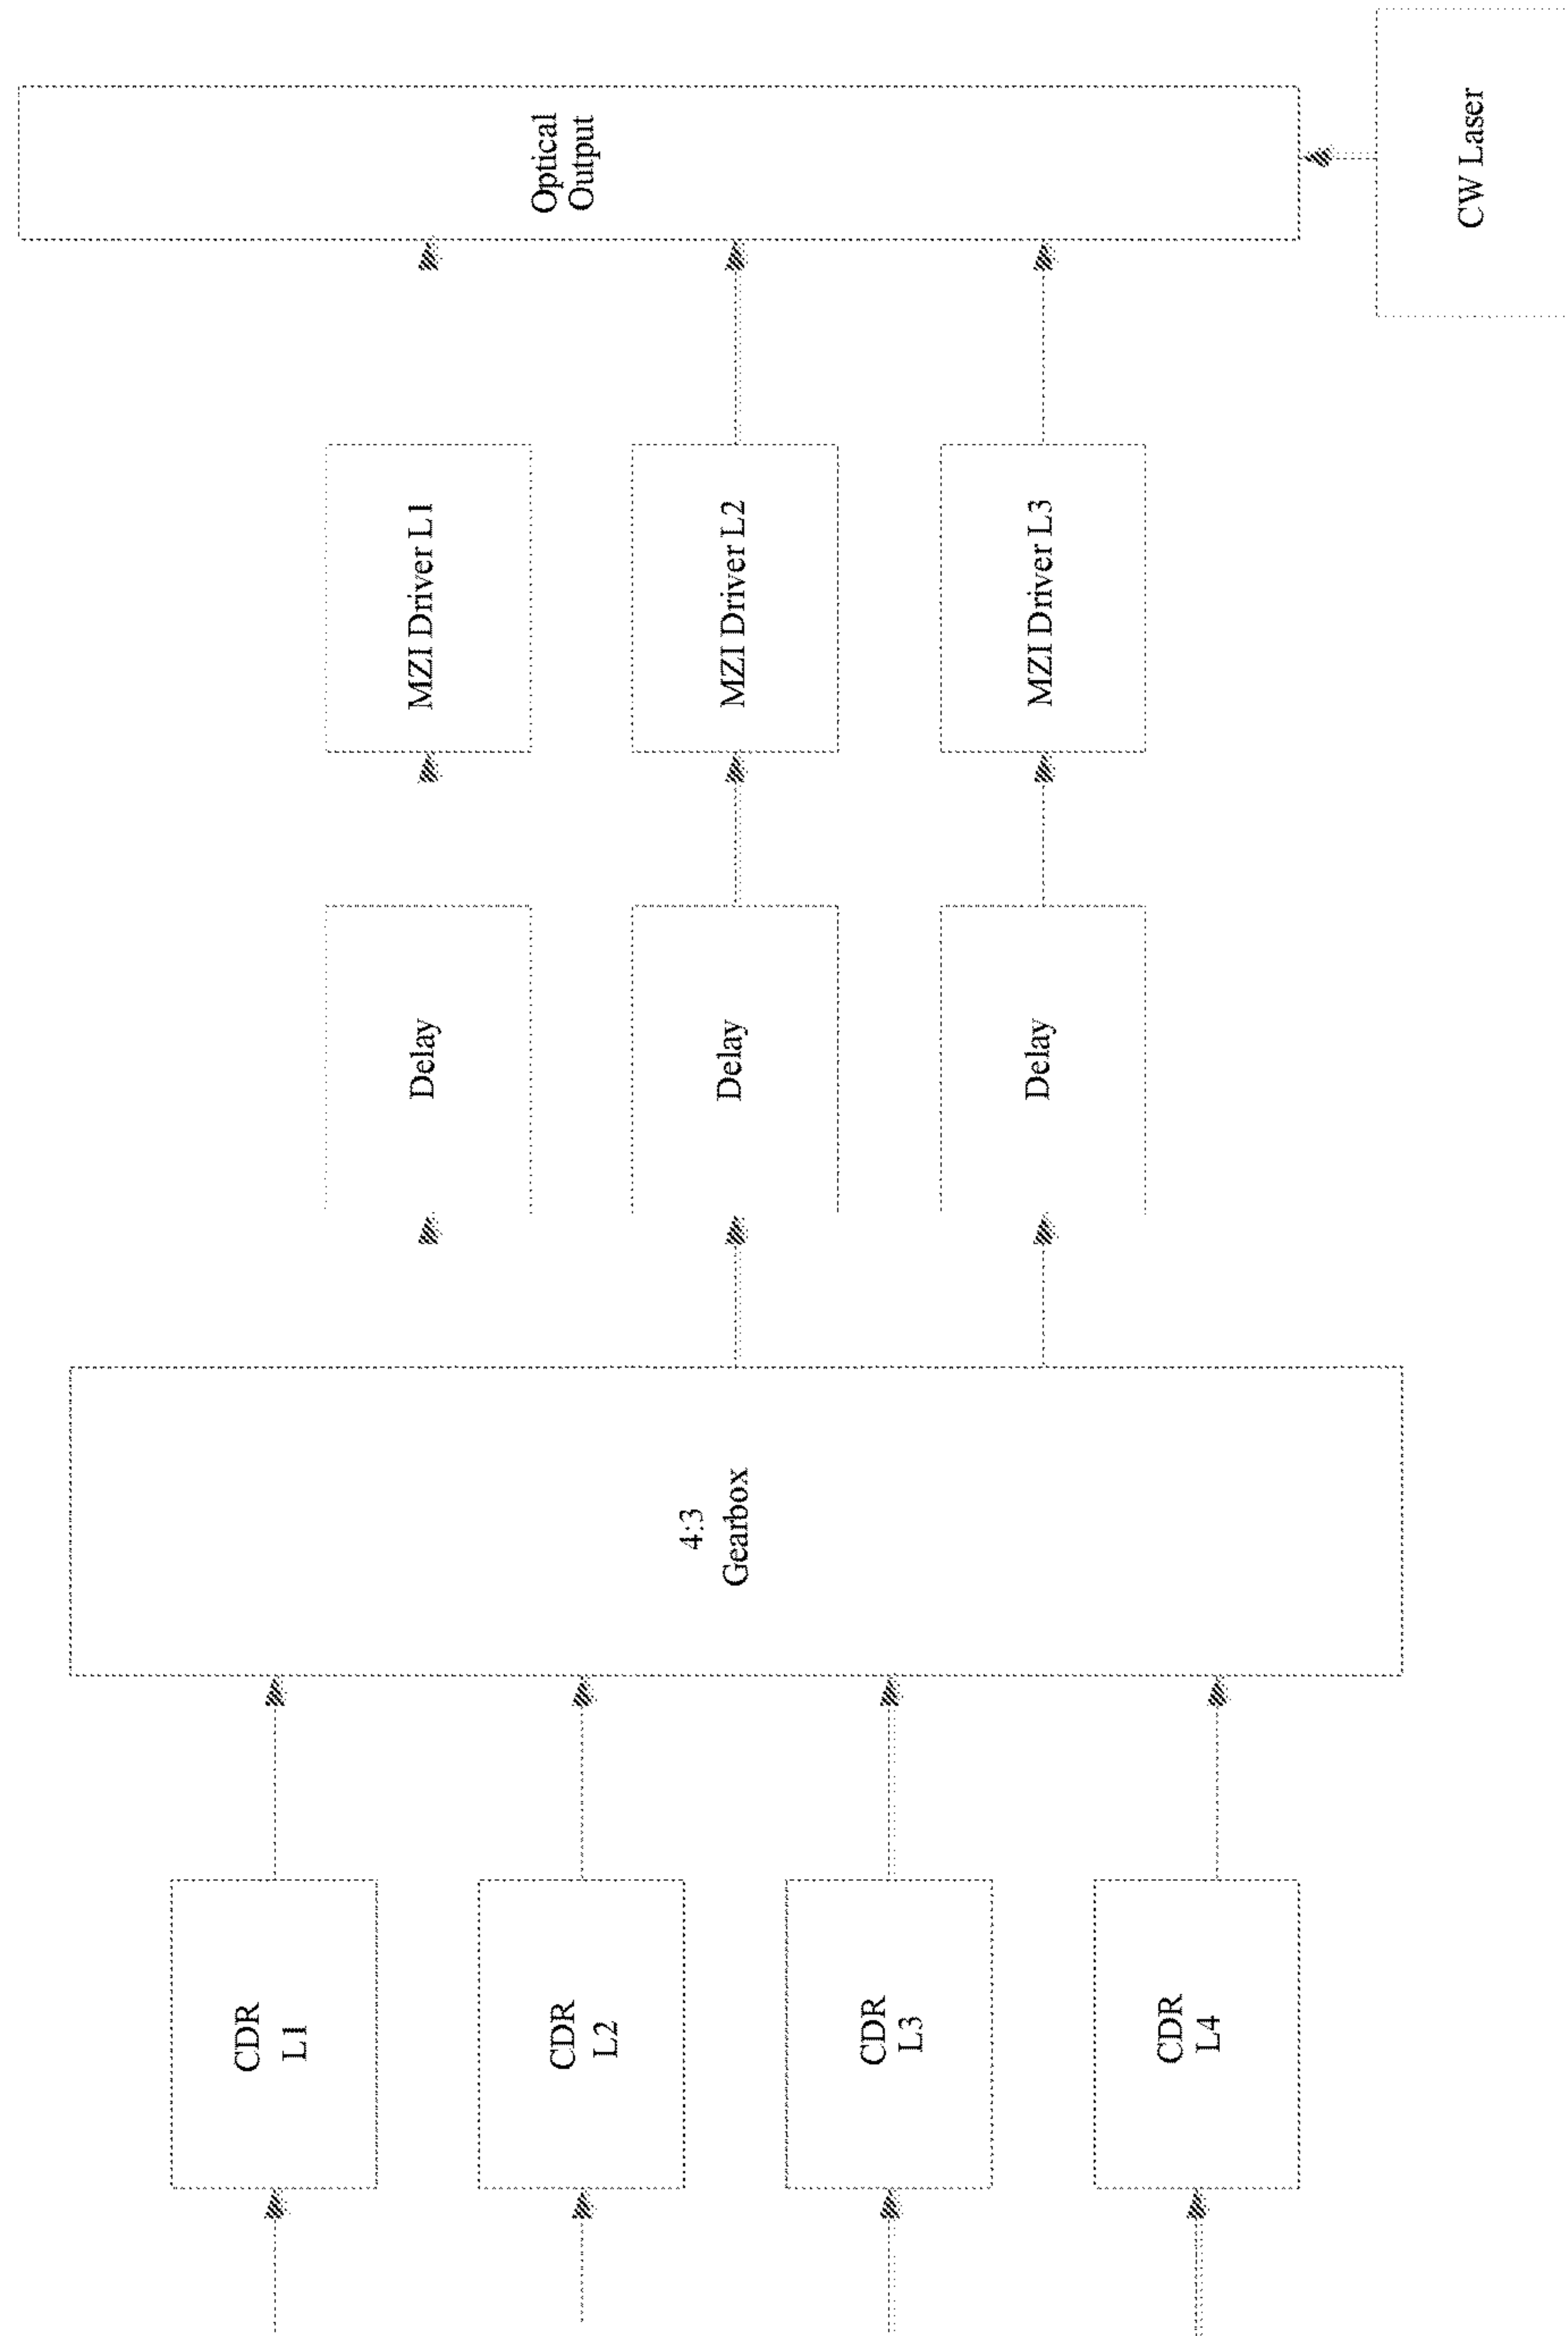 CDR
L1
CDR
L2
CDR
L3
CDR
L4
4:3
Gearbox
Delay
Delay
Delay
MZI Driver L1
MZI Driver L2
MZI Driver L3
Optical
Output
CW Laser